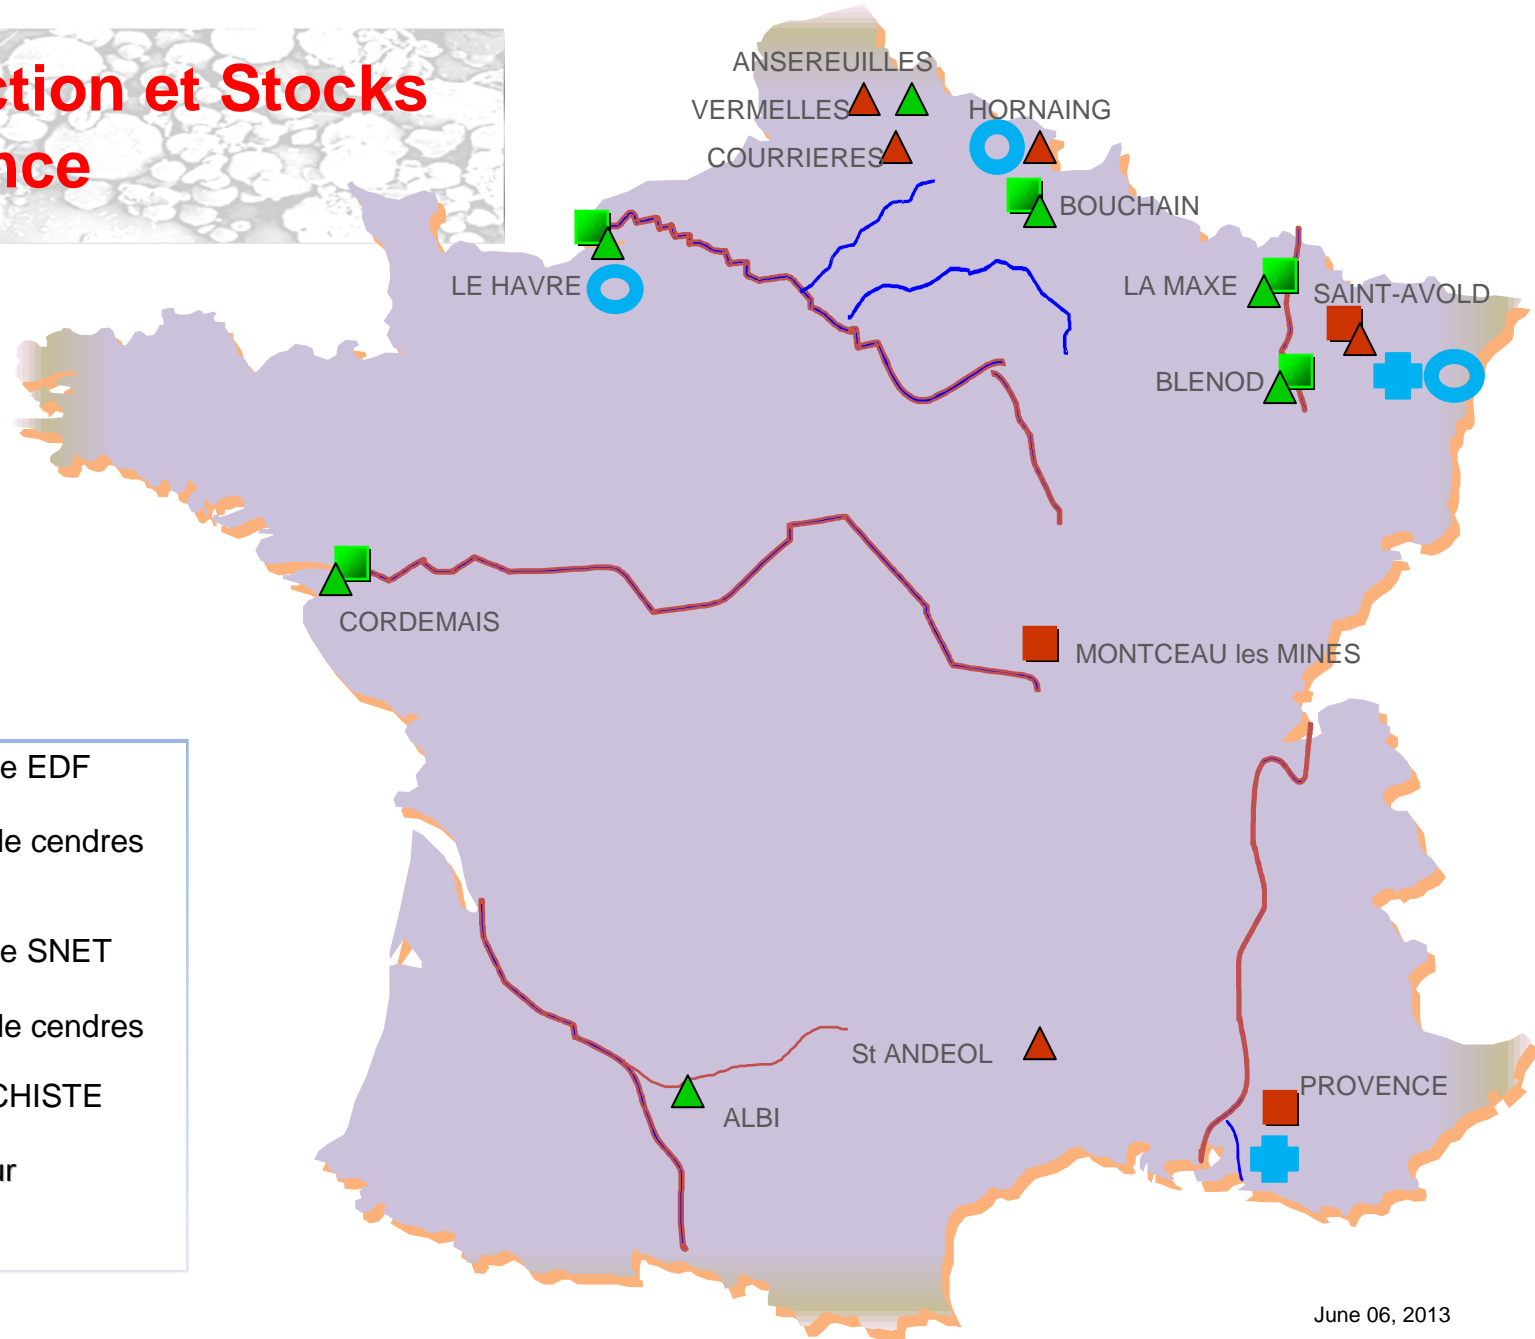 ction et Stocks
nce
ANSEREUILLES
VERMELLES
HORNAING
COURRIERES
BOUCHAIN
LE HAVRE
LA MAXE
SAINT-AVOLD
BLENOD
CORDEMAIS
MONTCEAU les MINES
e EDF
le cendres
e SNET
le cendres
CHISTE
ur
St ANDEOL
ALBI
PROVENCE
June 06, 2013